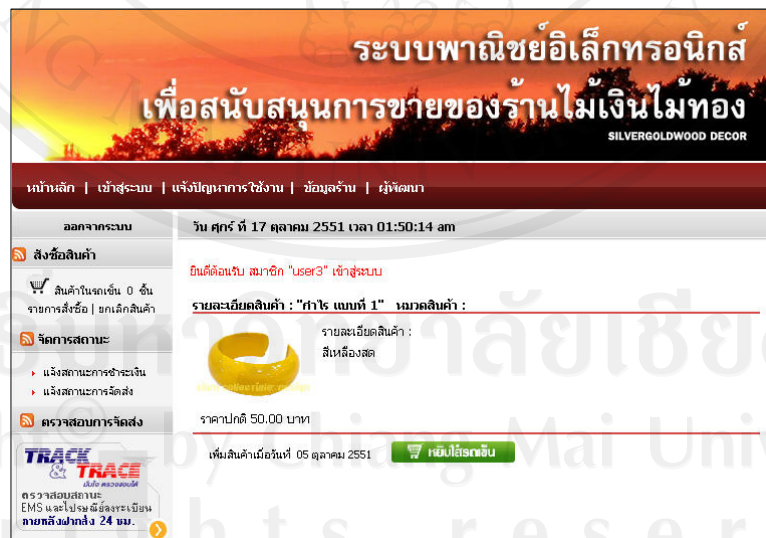 ระบบพาณิชย์อิเล็กทรอนิกส์
เพื่อสนับสนุนการขายของร้านไม้เงินไม้ทอง
SILVERGOLDWOOD DECOR
หน้าหลัก | เข้าสู่ระบบ | แจ้งปัญหาการใช้งาน | ข้อมูลร้าน | ผู้พัฒนา
ออกจากระบบ
วัน ศุกร์ ที่ 17 ตุลาคม 2551 เวลา 01:50:14 am
สั่งซื้อสินค้า
สินค้าในรถเข็น 0 ชิ้น
รายการสั่งซื้อ | ยกเลิกสินค้า
จัดการสถานะ
แจ้งสถานะการชำระเงิน
แจ้งสถานะการจัดส่ง
ตรวจสอบการจัดส่ง
TRACK
& TRACE
มั่นใจ ตรวจสอบได้
ตรวจสอบสถานะ
EMS และไปรษณีย์ลงทะเบียน
ภายหลังฝากส่ง 24 ชม.
ยินดีต้อนรับ สมาชิก "user3" เข้าสู่ระบบ
รายละเอียดสินค้า : "กำไร แบบที่ 1" หมวดสินค้า :
รายละเอียดสินค้า :
สีเหลืองสด
ราคาปกติ 50.00 บาท
เพิ่มสินค้าเมื่อวันที่ 05 ตุลาคม 2551
หยิบใส่รถเข็น
by Chiang Mai Uni
rights reser